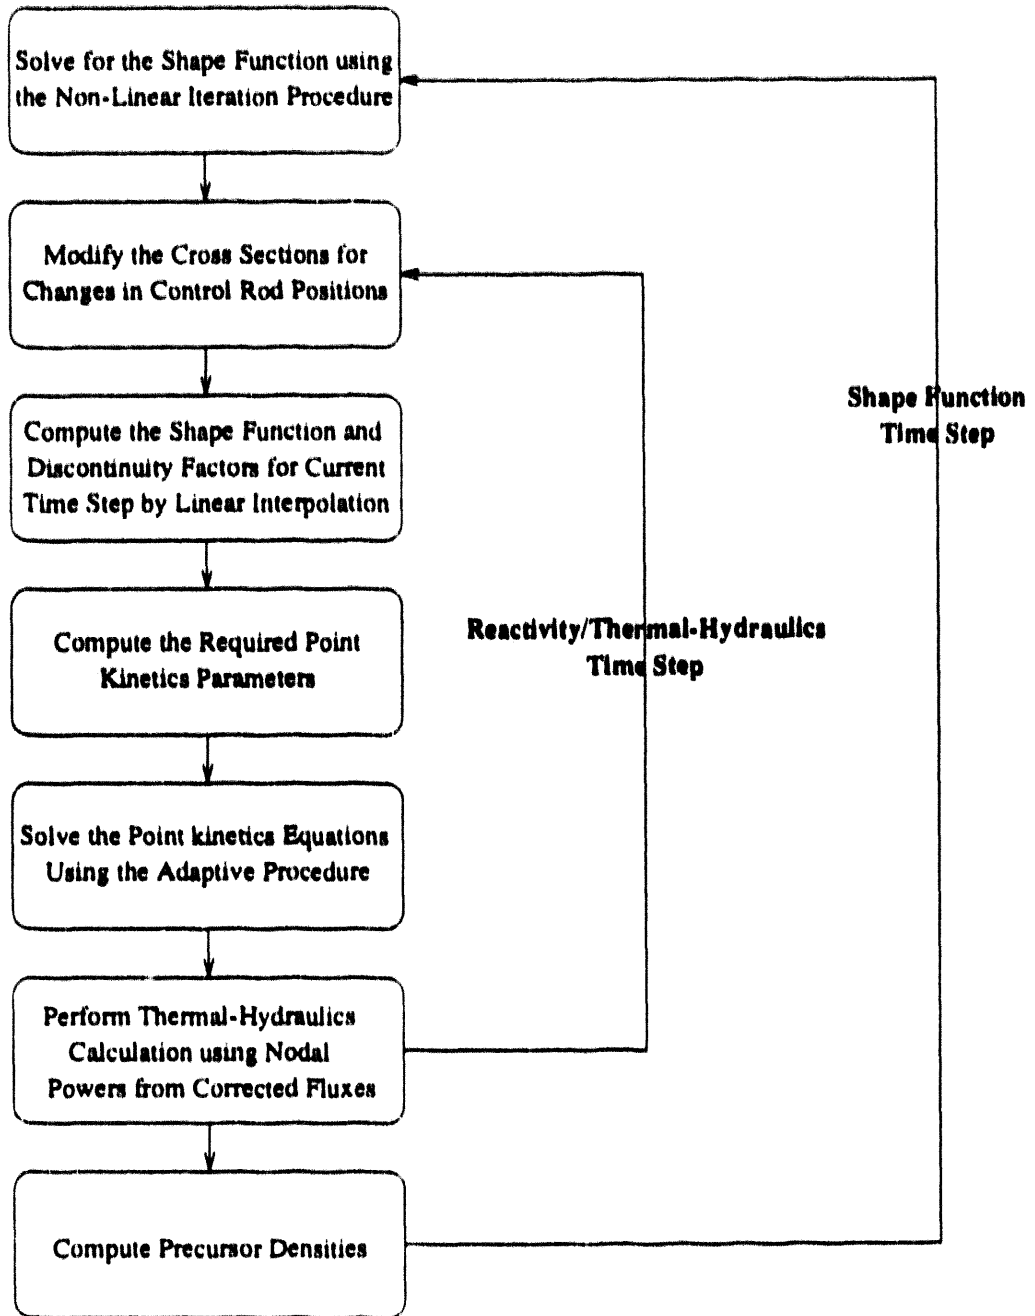 Solve for the Shape Function using
the Non-Linear Iteration Procedure
Modify the Cross Sections for
Changes in Control Rod Positions
Compute the Shape Function and
Discontinuity Factors for Current
Time Step by Linear Interpolation
Compute the Required Point
Kinetics Parameters
Solve the Point kinetics Equations
Using the Adaptive Procedure
Perform Thermal-Hydraulics
Calculation using Nodal
Powers from Corrected Fluxes
Compute Precursor Densities
Reactivity/Thermal-Hydraulics
Time Step
Shape Function
Time Step